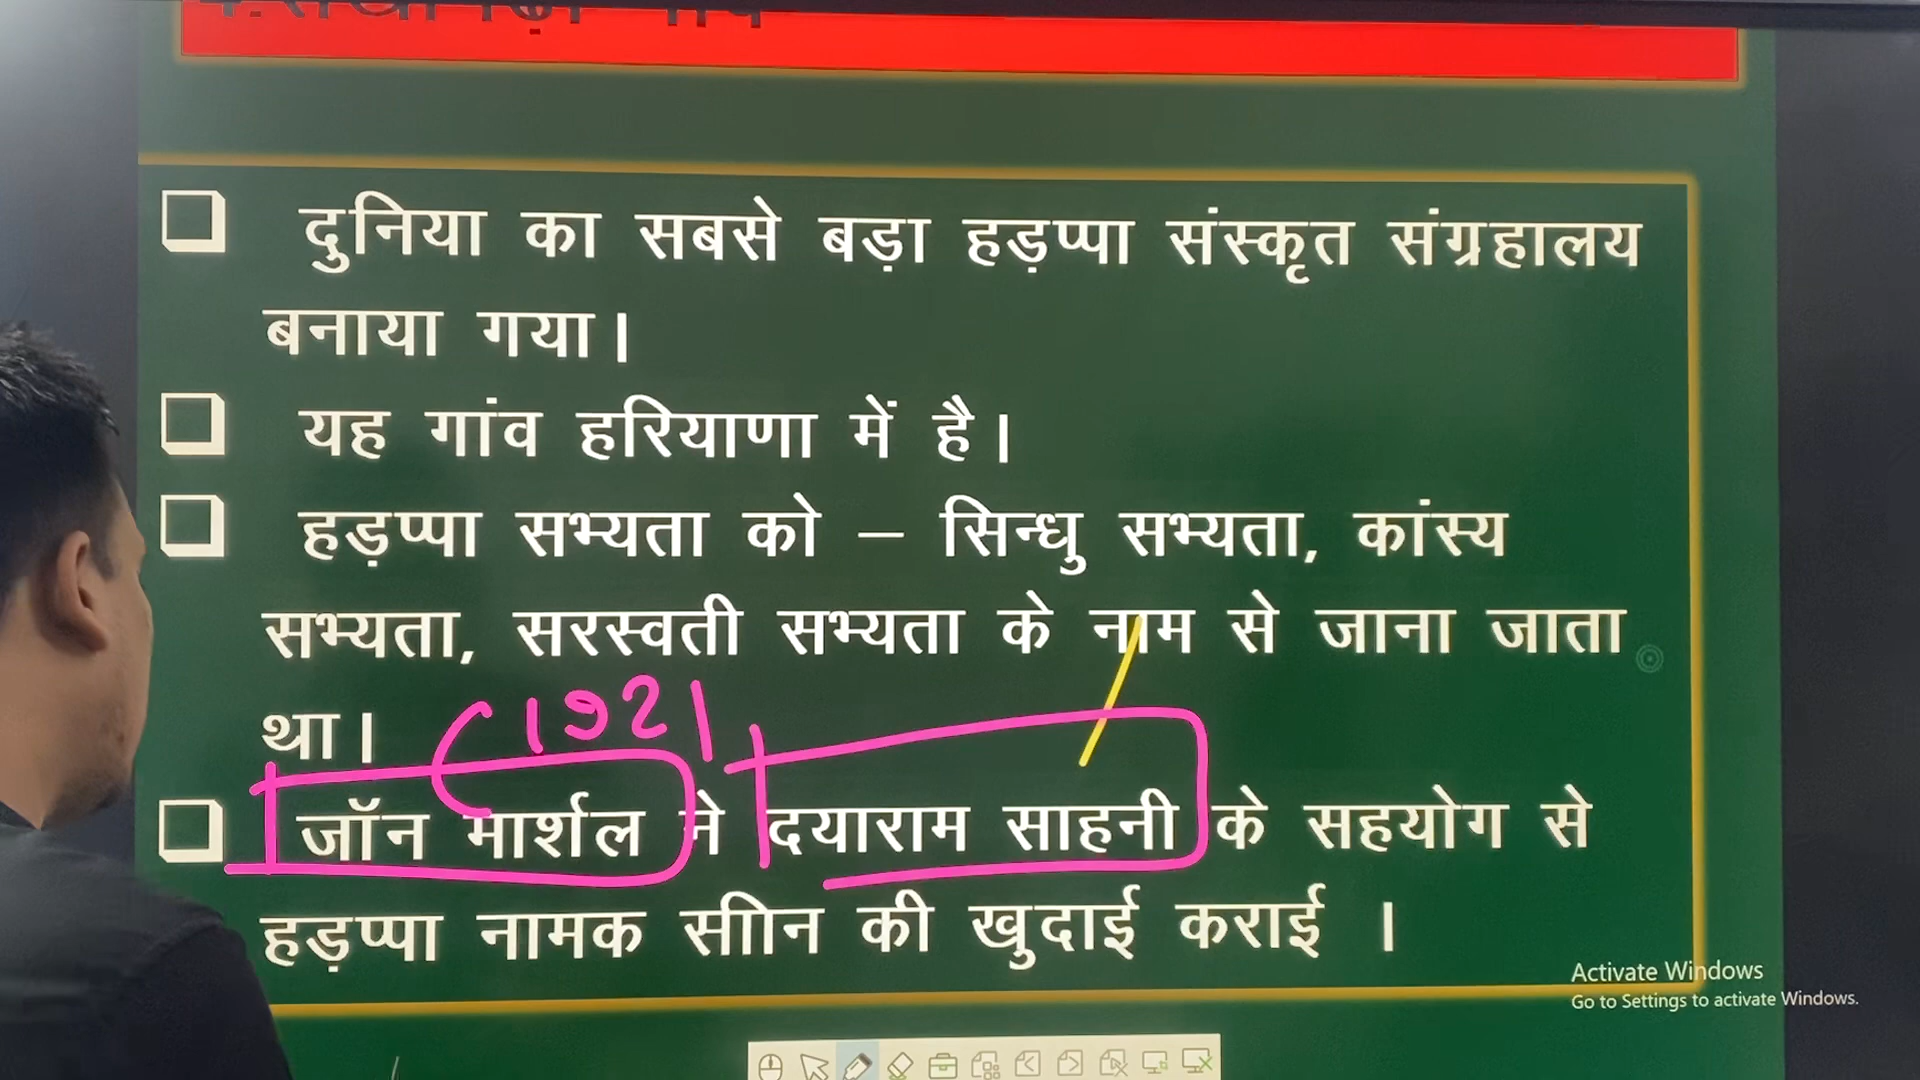 दुनिया का सबसे बड़ा हड़प्पा संस्कृत संग्रहालय
बनाया गया।
यह गांव हरियाणा में है।
हड़प्पा सभ्यता को – सिन्धु सभ्यता, कांस्य
सभ्यता, सरस्वती सभ्यता के नाम से जाना जाता
था।
(1921
जॉन मार्शल ने दयाराम साहनी के सहयोग से
हड़प्पा नामक सीान की खुदाई कराई ।
Activate Windows
Go to Settings to activate Windows.